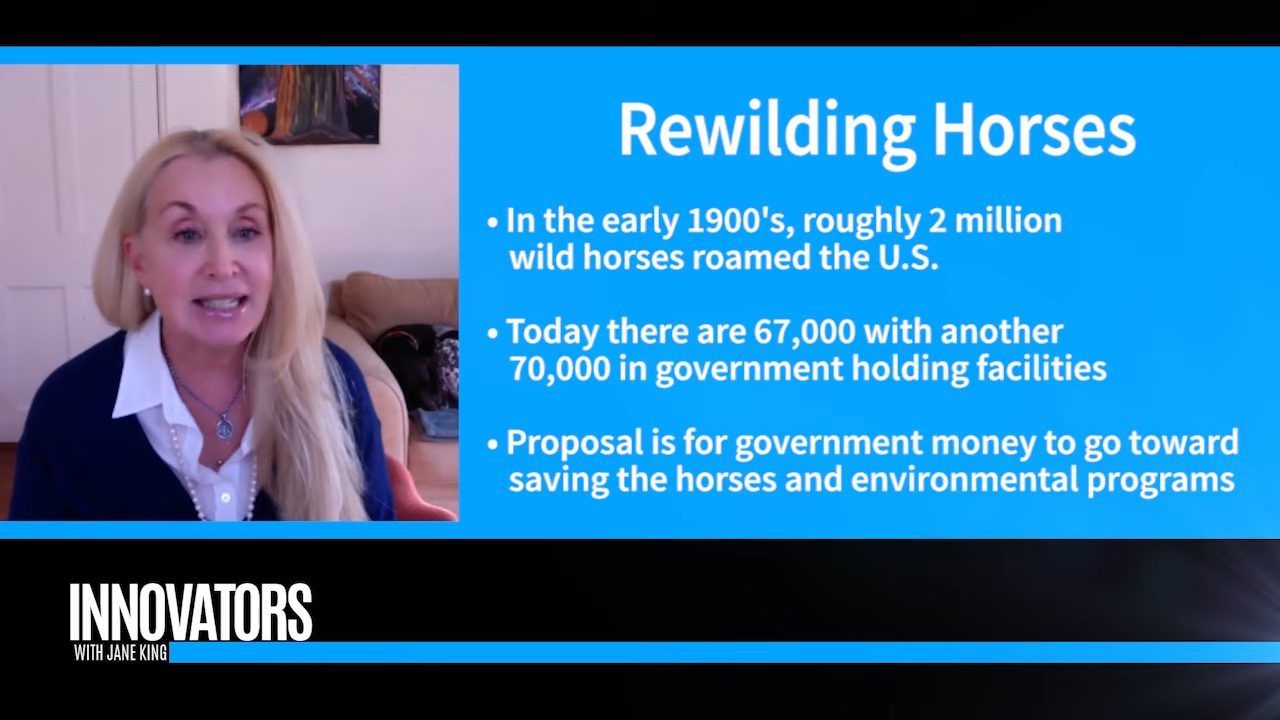 Rewilding Horses
• In the early 1900's, roughly 2 million
wild horses roamed the U.S.
• Today there are 67,000 with another
70,000 in government holding facilities
• Proposal is for government money to go toward
saving the horses and environmental programs
INNOVATORS
WITH JANE KING